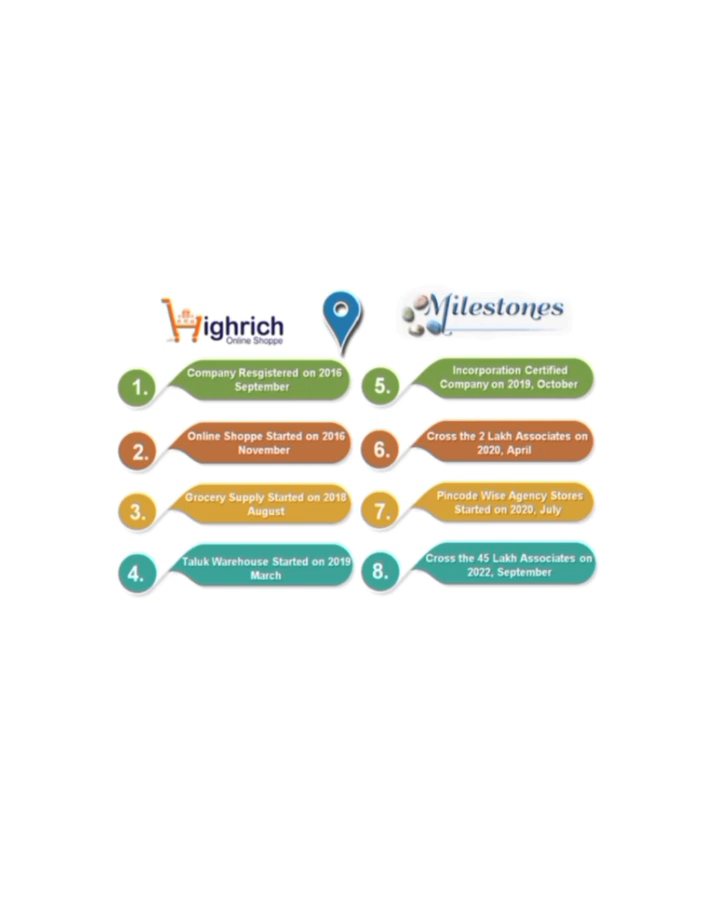 Highrich
Online Shoppe
Milestones
1.
Company Resgistered on 2016
September
2.
Online Shoppe Started on 2016
November
3.
Grocery Supply Started on 2018
August
4.
Taluk Warehouse Started on 2019
March
5.
Incorporation Certified
Company on 2019, October
6.
Cross the 2 Lakh Associates on
2020, April
7.
Pincode Wise Agency Stores
Started on 2020, July
8.
Cross the 45 Lakh Associates on
2022, September